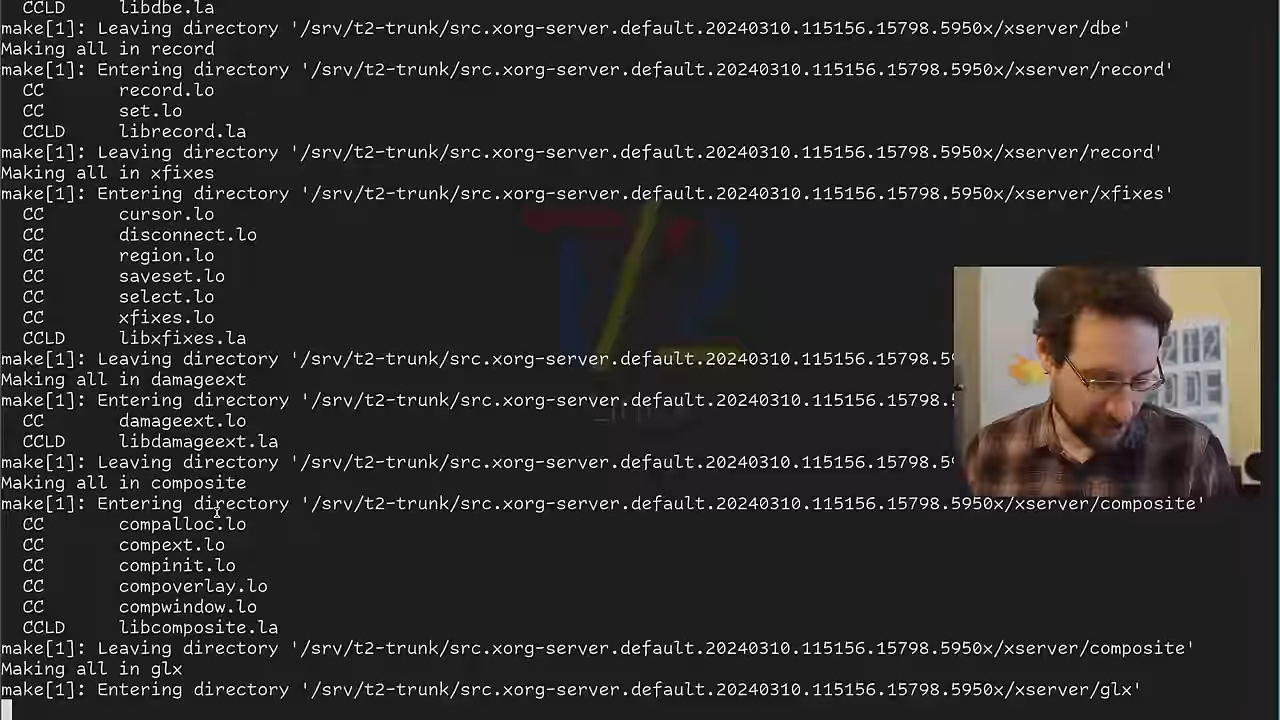 CCLD     libdbe.la
make[1]: Leaving directory '/srv/t2-trunk/src.xorg-server.default.20240310.115156.15798.5950x/xserver/dbe'
Making all in record
make[1]: Entering directory '/srv/t2-trunk/src.xorg-server.default.20240310.115156.15798.5950x/xserver/record'
CC       record.lo
CC       set.lo
CCLD     librecord.la
make[1]: Leaving directory '/srv/t2-trunk/src.xorg-server.default.20240310.115156.15798.5950x/xserver/record'
Making all in xfixes
make[1]: Entering directory '/srv/t2-trunk/src.xorg-server.default.20240310.115156.15798.5950x/xserver/xfixes'
CC       cursor.lo
CC       disconnect.lo
CC       region.lo
CC       saveset.lo
CC       select.lo
CC       xfixes.lo
CCLD     libxfixes.la
make[1]: Leaving directory '/srv/t2-trunk/src.xorg-server.default.20240310.115156.15798.9
Making all in damageext
make[1]: Entering directory '/srv/t2-trunk/src.xorg-server.default.20240310.115156.15798.
CC       damageext.lo
CCLD     libdamageext.la
make[1]: Leaving directory '/srv/t2-trunk/src.xorg-server.default.20240310.115156.15798.9
Making all in composite
make[1]: Entering directory '/srv/t2-trunk/src.xorg-server.default.20240310.115156.15798.5950x/xserver/composite'
CC       compalloc.lo
CC       compext.lo
CC       compinit.lo
CC       compoverlay.lo
CC       compwindow.lo
CCLD     libcomposite.la
make[1]: Leaving directory '/srv/t2-trunk/src.xorg-server.default.20240310.115156.15798.5950x/xserver/composite'
Making all in glx
make[1]: Entering directory '/srv/t2-trunk/src.xorg-server.default.20240310.115156.15798.5950x/xserver/glx'